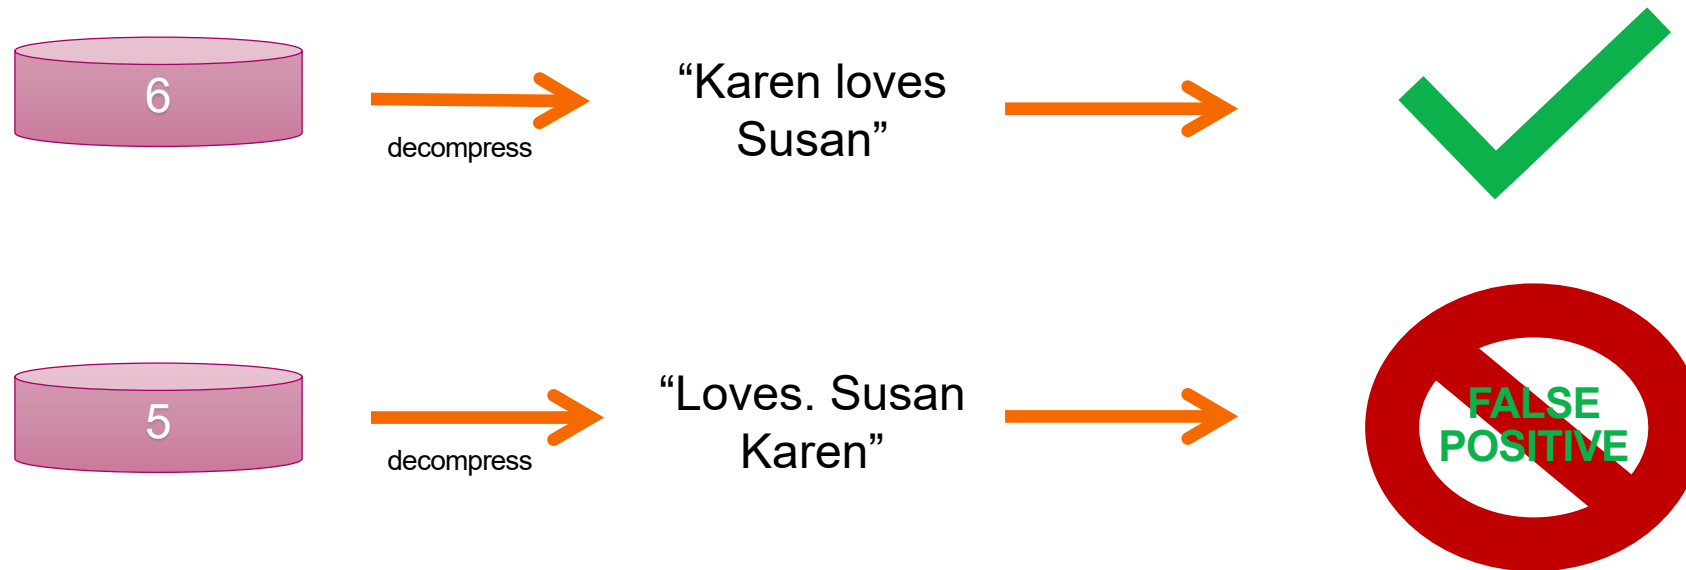 6
decompress
“Karen loves
Susan”
5
decompress
“Loves. Susan
Karen”
FALSE
POSITIVE